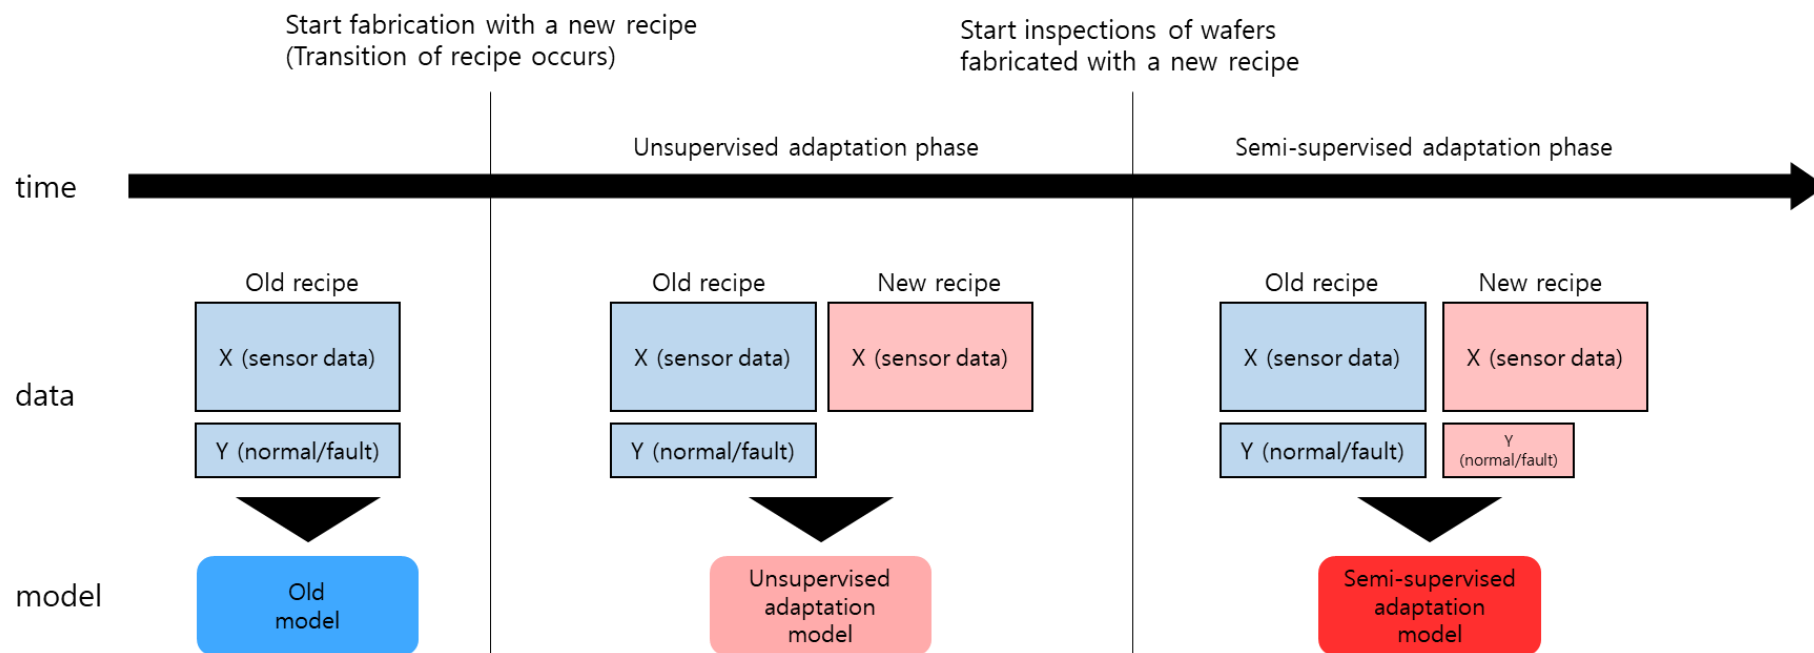 Start fabrication with a new recipe
(Transition of recipe occurs)
Start inspections of wafers
fabricated with a new recipe
Unsupervised adaptation phase
Semi-supervised adaptation phase
time
Old recipe
Old recipe
New recipe
Old recipe
New recipe
X (sensor data)
X (sensor data)
X (sensor data)
X (sensor data)
X (sensor data)
data
Y (normal/fault)
Y (normal/fault)
Y (normal/fault)
Y
(normal/fault)
model
Old
model
Unsupervised
adaptation
model
Semi-supervised
adaptation
model